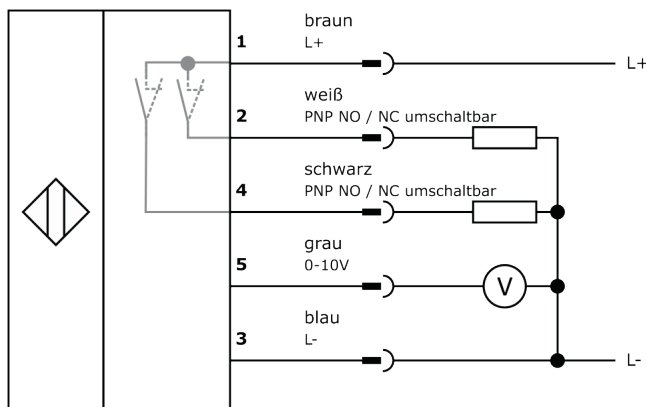 braun
1
L+
L+
weiß
2
PNP NO / NC umschaltbar
schwarz
4
PNP NO / NC umschaltbar
grau
5
0-10V
V
blau
3
L-
L-